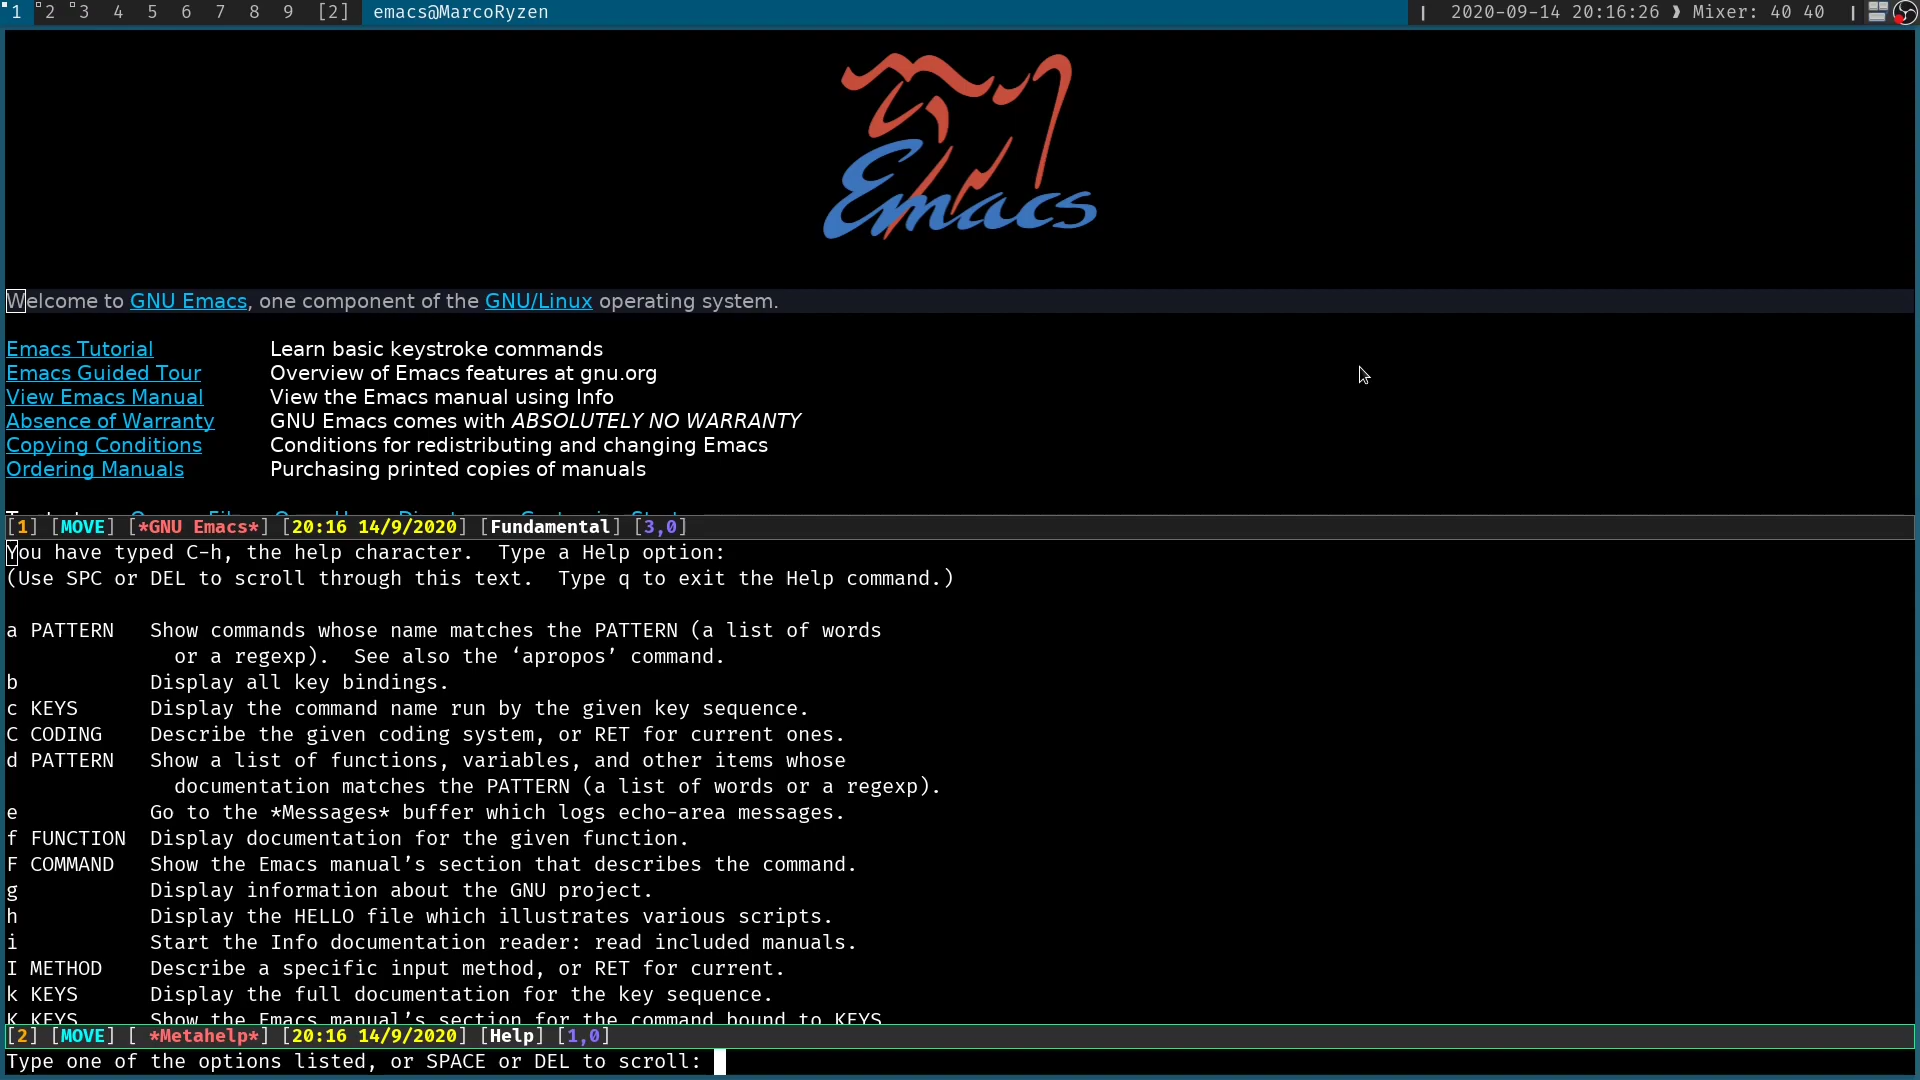 1 2 3 4 5 6 7 8 9 [2] emacs@MarcoRyzen | 2020-09-14 20:16:26 ❱ Mixer: 40 40 |
Emacs
Welcome to GNU Emacs, one component of the GNU/Linux operating system.
Emacs Tutorial Learn basic keystroke commands
Emacs Guided Tour Overview of Emacs features at gnu.org
View Emacs Manual View the Emacs manual using Info
Absence of Warranty GNU Emacs comes with ABSOLUTELY NO WARRANTY
Copying Conditions Conditions for redistributing and changing Emacs
Ordering Manuals Purchasing printed copies of manuals
[1] [MOVE] [*GNU Emacs*] [20:16 14/9/2020] [Fundamental] [3,0]
You have typed C-h, the help character. Type a Help option:
(Use SPC or DEL to scroll through this text. Type q to exit the Help command.)
a PATTERN Show commands whose name matches the PATTERN (a list of words
or a regexp). See also the ‘apropos’ command.
b Display all key bindings.
c KEYS Display the command name run by the given key sequence.
C CODING Describe the given coding system, or RET for current ones.
d PATTERN Show a list of functions, variables, and other items whose
documentation matches the PATTERN (a list of words or a regexp).
e Go to the *Messages* buffer which logs echo-area messages.
f FUNCTION Display documentation for the given function.
F COMMAND Show the Emacs manual’s section that describes the command.
g Display information about the GNU project.
h Display the HELLO file which illustrates various scripts.
i Start the Info documentation reader: read included manuals.
I METHOD Describe a specific input method, or RET for current.
k KEYS Display the full documentation for the key sequence.
K KEYS Show the Emacs manual’s section for the command bound to KEYS
[2] [MOVE] [ *Metahelp*] [20:16 14/9/2020] [Help] [1,0]
Type one of the options listed, or SPACE or DEL to scroll: